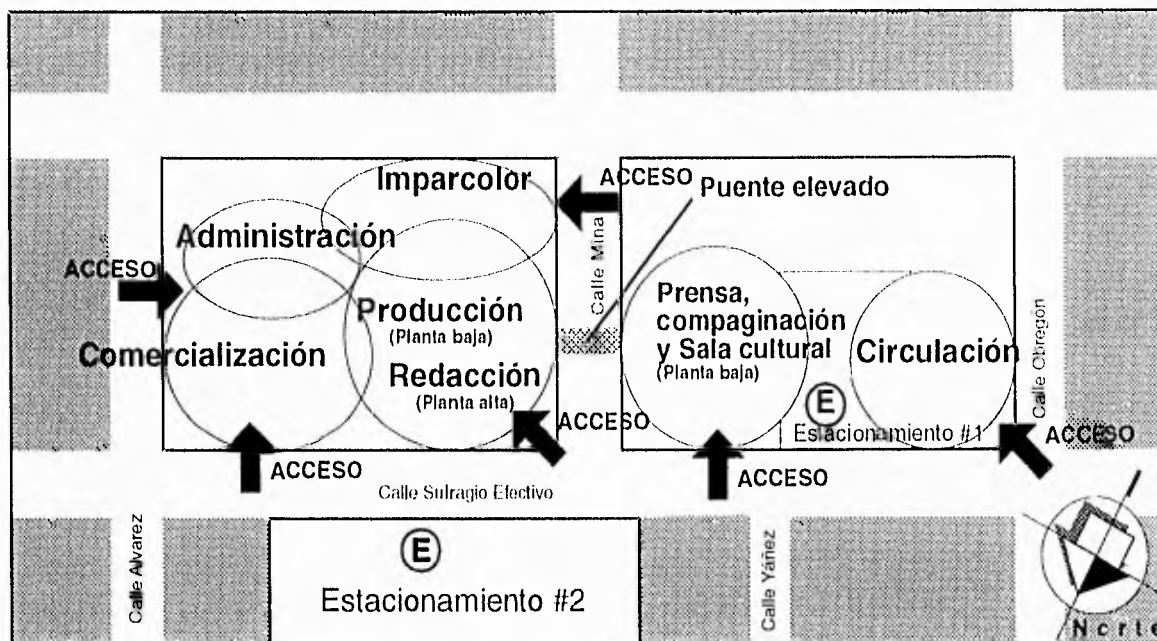 Imparcolor
ACCESO
Puente elevado
Administración
ACCESO
Calle Mina
Producción
(Planta baja)
Prensa,
compaginación
y Sala cultural
(Planta baja)
Comercialización
Circulación
Calle Obregón
Redacción
(Planta alta)
ACCESO
E
Estacionamiento #1
ACCESO
ACCESO
ACCESO
Calle Sufragio Efectivo
Calle Alvarez
E
Estacionamiento #2
Calle Yáñez
Norte